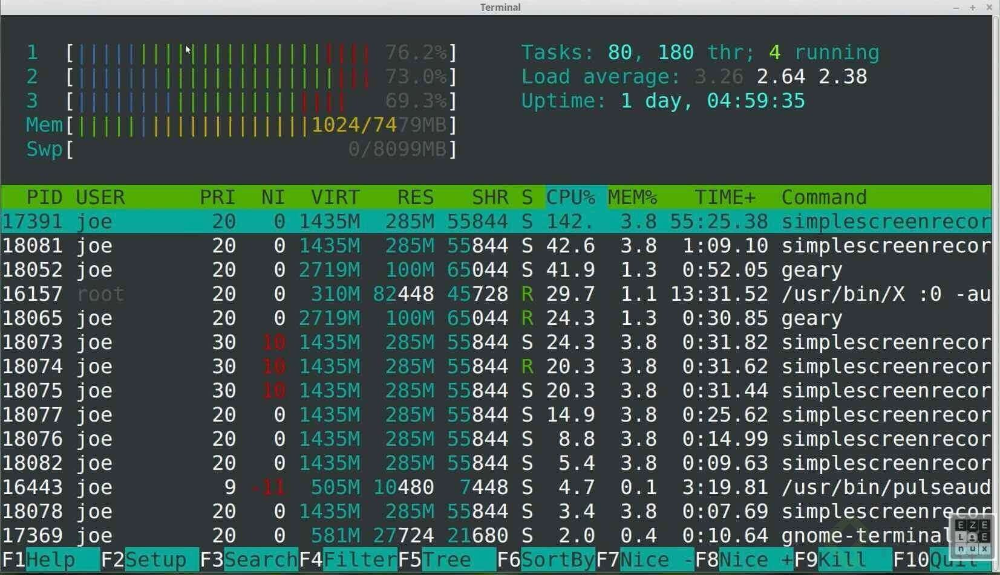 Terminal
1 [||||||||||||||||||||||| 76.2%] Tasks: 80, 180 thr; 4 running
2 [||||||||||||||||||||||| 73.0%] Load average: 3.26 2.64 2.38
3 [||||||||||||||||||||| 69.3%] Uptime: 1 day, 04:59:35
Mem[|||||||||||||||||||1024/7479MB]
Swp[ 0/8099MB]
PID USER PRI NI VIRT RES SHR S CPU% MEM% TIME+ Command
17391 joe 20 0 1435M 285M 55844 S 142. 3.8 55:25.38 simplescreenrecor
18081 joe 20 0 1435M 285M 55844 S 42.6 3.8 1:09.10 simplescreenrecor
18052 joe 20 0 2719M 100M 65044 S 41.9 1.3 0:52.05 geary
16157 root 20 0 310M 82448 45728 R 29.7 1.1 13:31.52 /usr/bin/X :0 -au
18065 joe 20 0 2719M 100M 65044 R 24.3 1.3 0:30.85 geary
18073 joe 30 10 1435M 285M 55844 S 24.3 3.8 0:31.82 simplescreenrecor
18074 joe 30 10 1435M 285M 55844 R 20.3 3.8 0:31.62 simplescreenrecor
18075 joe 30 10 1435M 285M 55844 S 20.3 3.8 0:31.44 simplescreenrecor
18077 joe 20 0 1435M 285M 55844 S 14.9 3.8 0:25.62 simplescreenrecor
18076 joe 20 0 1435M 285M 55844 S 8.8 3.8 0:14.99 simplescreenrecor
18082 joe 20 0 1435M 285M 55844 S 5.4 3.8 0:09.63 simplescreenrecor
16443 joe 9 -11 505M 10480 7448 S 4.7 0.1 3:19.81 /usr/bin/pulseaud
18078 joe 20 0 1435M 285M 55844 S 3.4 3.8 0:07.69 simplescreenrecor
17369 joe 20 0 581M 27724 21680 S 2.0 0.4 0:10.64 gnome-terminal
F1Help F2Setup F3SearchF4FilterF5Tree F6SortByF7Nice -F8Nice +F9Kill F10Quit
EZE
nux